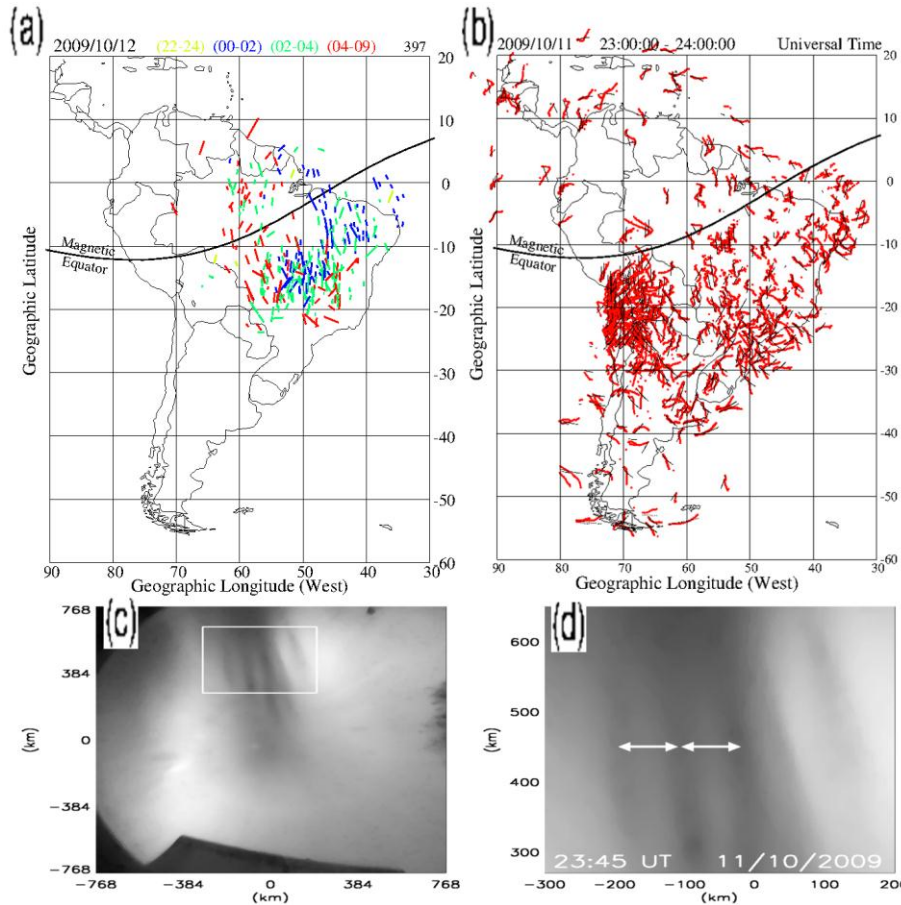 (a)
2009/10/12 (22-24) (00-02) (02-04) (04-09) 397
20
10
0
-10
-20
-30
-40
-50
-60
Geographic Latitude
Magnetic
Equator
90 80 70 60 50 40 30
Geographic Longitude (West)
(b)
2009/10/11 23:00:00 - 24:00:00 Universal Time
20
10
0
-10
-20
-30
-40
-50
-60
Geographic Latitude
Magnetic
Equator
90 80 70 60 50 40 30
Geographic Longitude (West)
(c)
768
384
0
-384
-768
(km)
-768 -384 0 384 768
(km)
(d)
600
500
400
300
(km)
23:45 UT 11/10/2009
-300 -200 -100 0 100 200
(km)